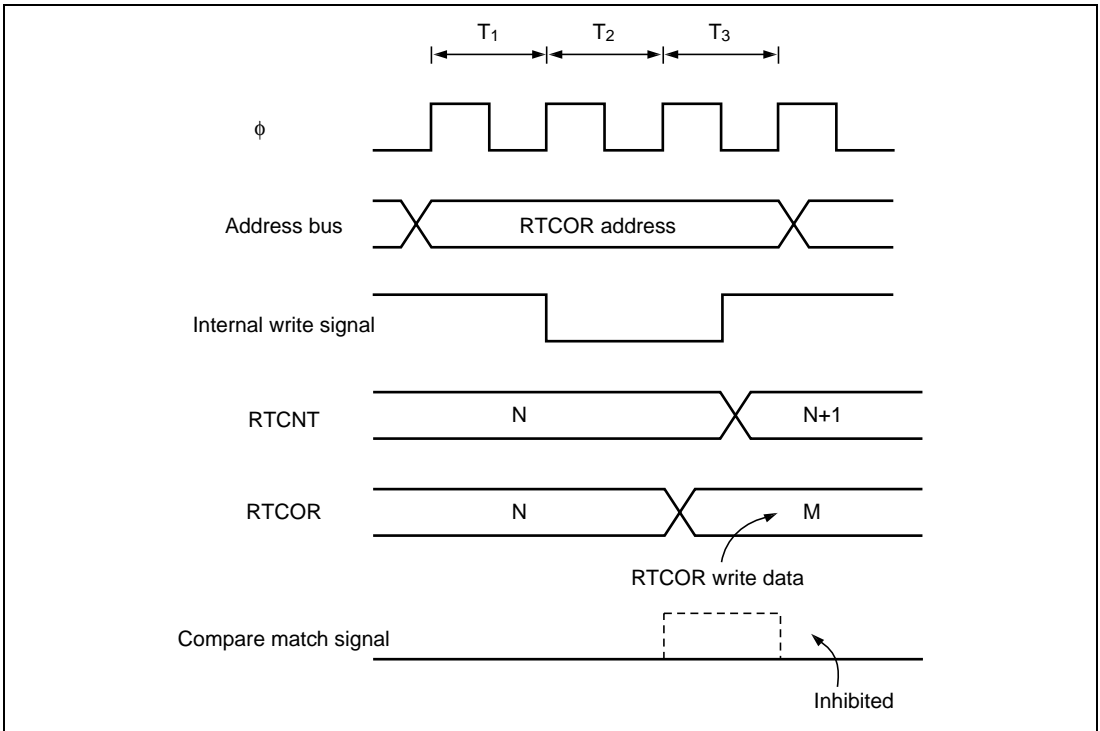 T1 T2 T3
ϕ
Address bus RTCOR address
Internal write signal
RTCNT N N+1
RTCOR N M
RTCOR write data
Compare match signal
Inhibited